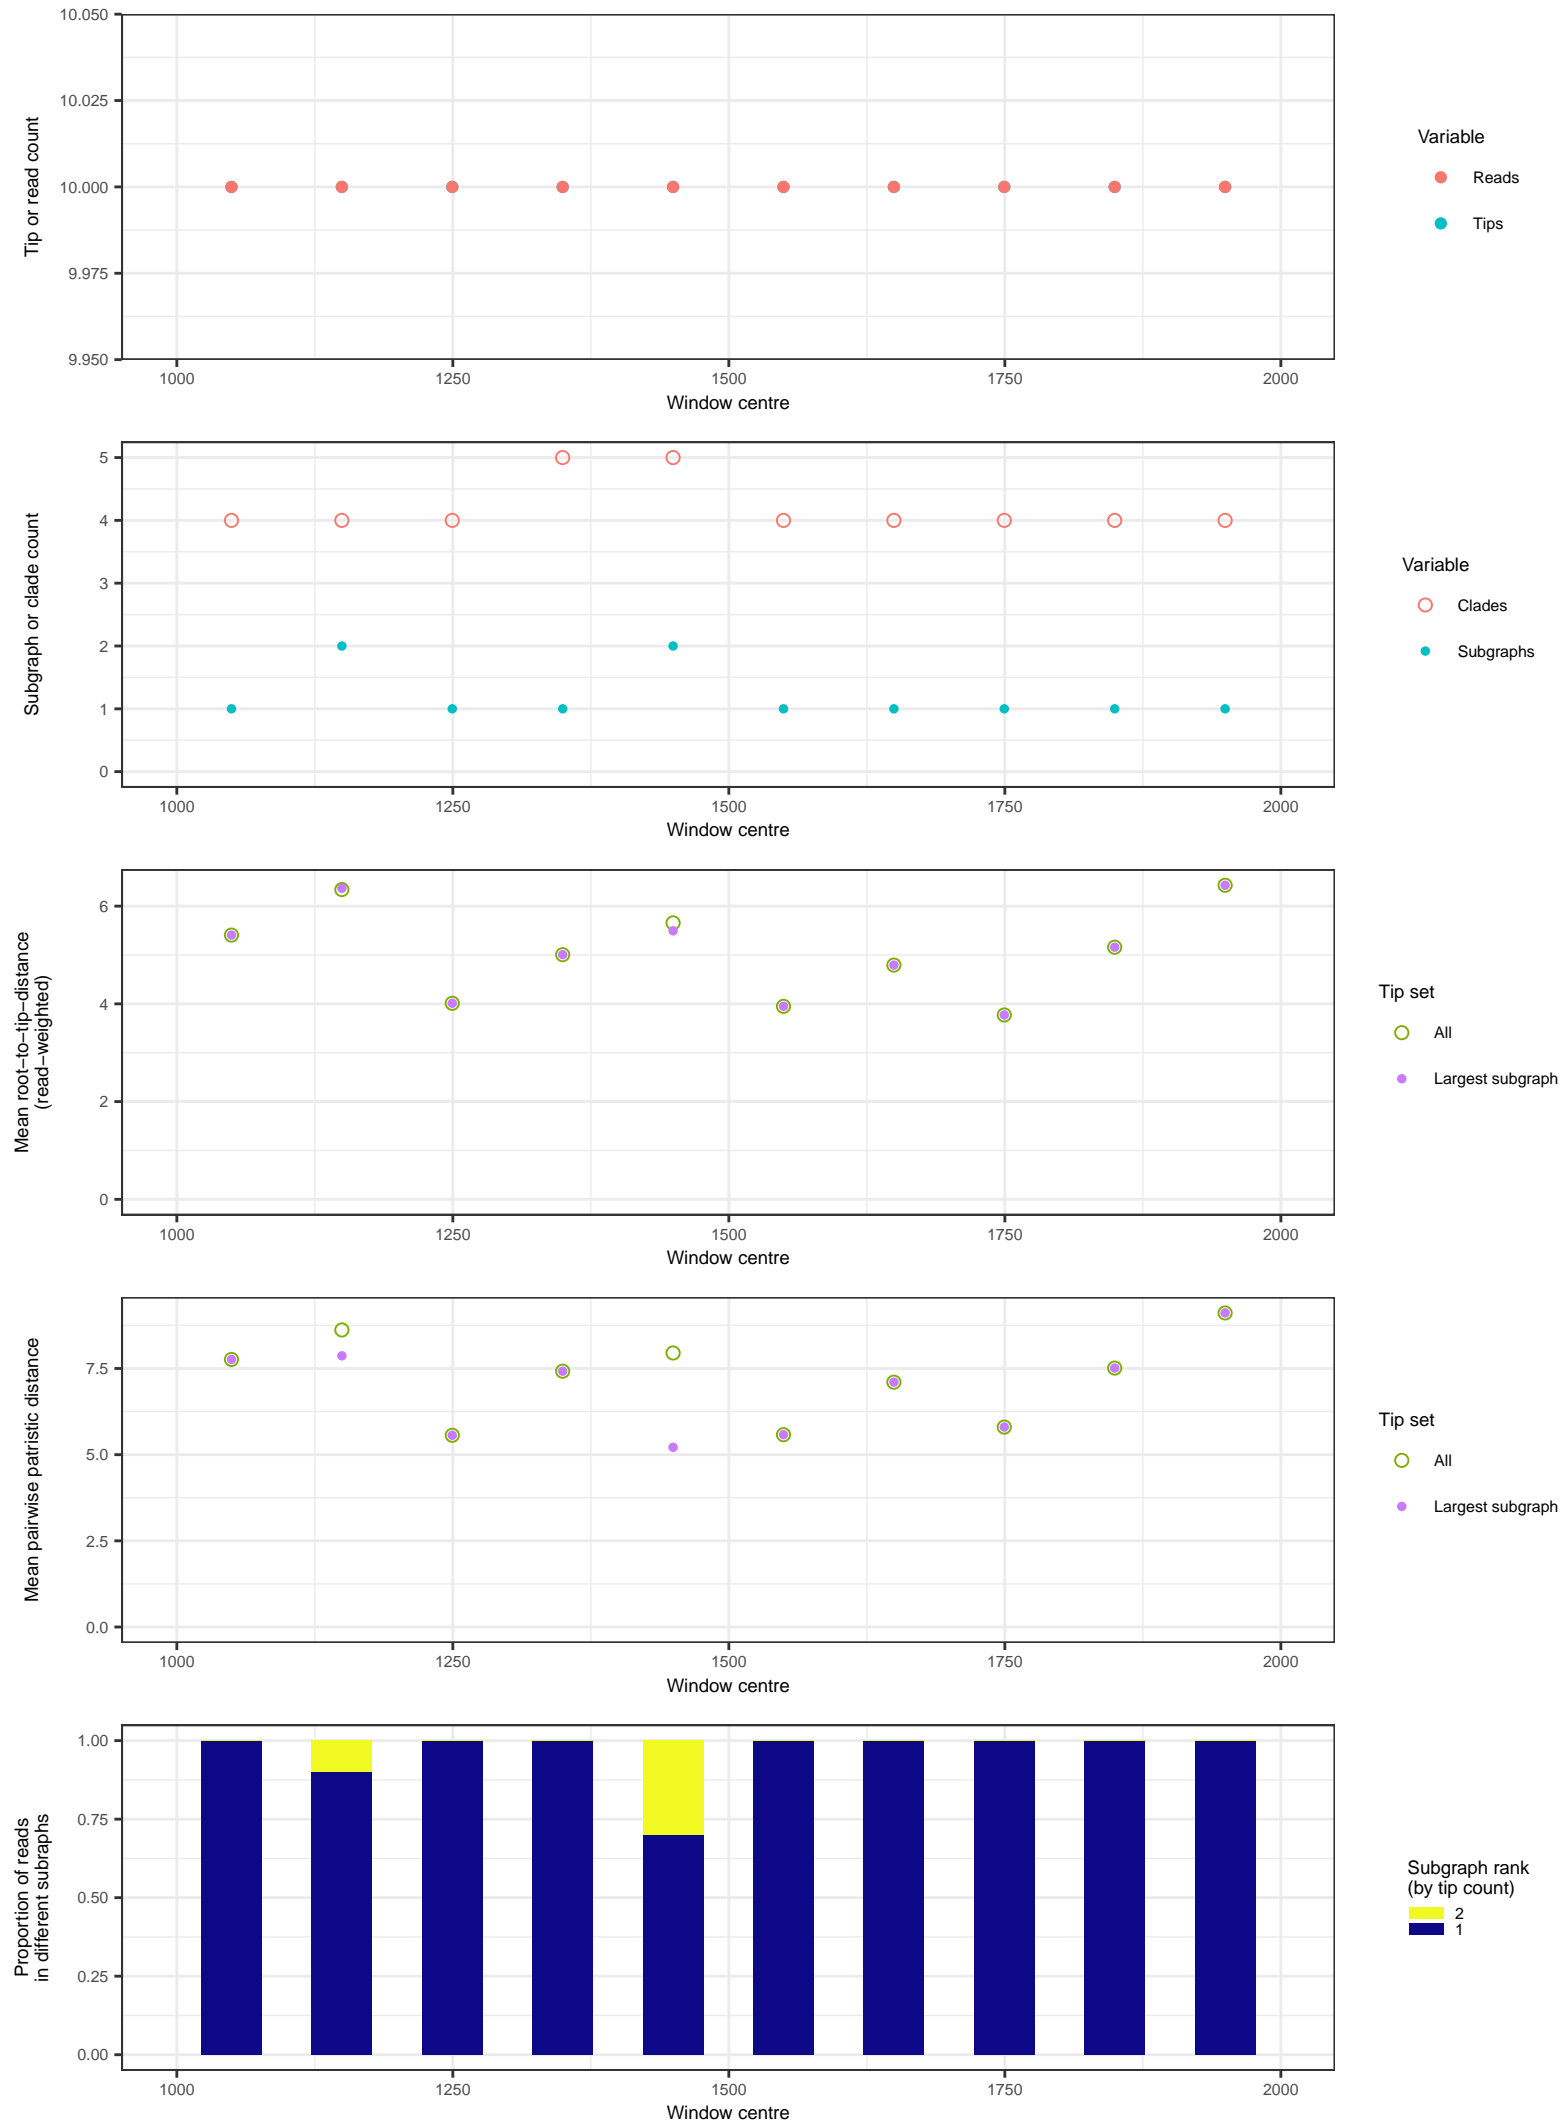 10.050
10.025
10.000
9.975
9.950
Tip or read count
1000 1250 1500 1750 2000
Window centre
Variable
Reads
Tips
5
4
3
2
1
0
Subgraph or clade count
1000 1250 1500 1750 2000
Window centre
Variable
Clades
Subgraphs
6
4
2
0
Mean root−to−tip−distance
(read−weighted)
1000 1250 1500 1750 2000
Window centre
Tip set
All
Largest subgraph
7.5
5.0
2.5
0.0
Mean pairwise patristic distance
1000 1250 1500 1750 2000
Window centre
Tip set
All
Largest subgraph
1.00
0.75
0.50
0.25
0.00
Proportion of reads
in different subraphs
1000 1250 1500 1750 2000
Window centre
Subgraph rank
(by tip count)
2
1